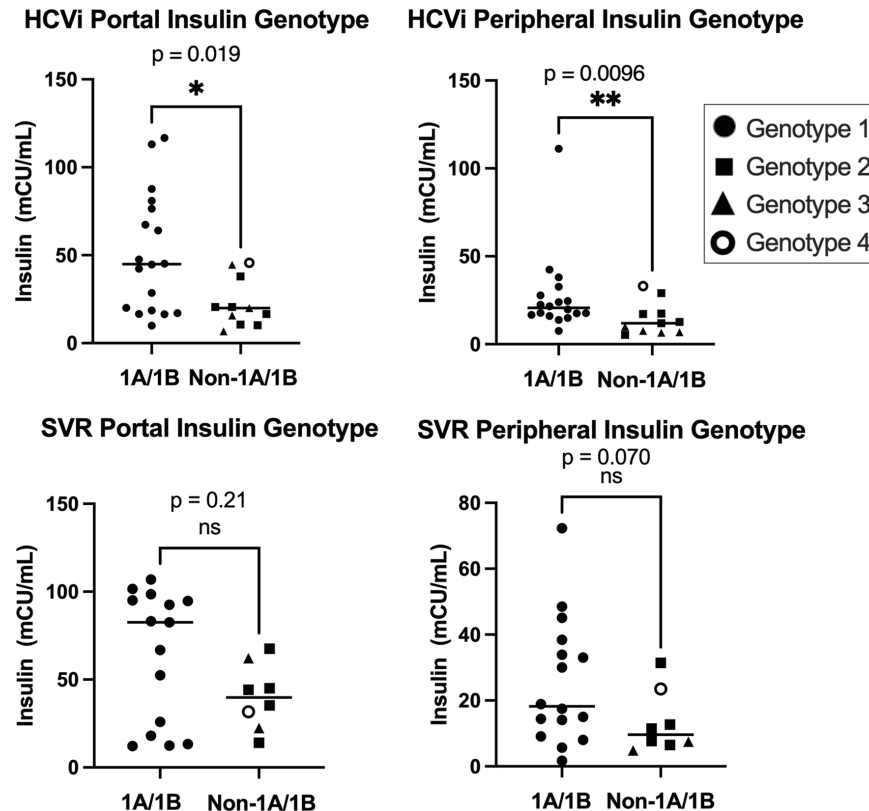 HCVi Portal Insulin Genotype
p = 0.019
*
150
100
50
0
Insulin (mCU/mL)
1A/1B
Non-1A/1B
HCVi Peripheral Insulin Genotype
p = 0.0096
**
150
100
50
0
Insulin (mCU/mL)
1A/1B
Non-1A/1B
Genotype 1
Genotype 2
Genotype 3
Genotype 4
SVR Portal Insulin Genotype
p = 0.21
ns
150
100
50
0
Insulin (mCU/mL)
1A/1B
Non-1A/1B
SVR Peripheral Insulin Genotype
p = 0.070
ns
80
60
40
20
0
Insulin (mCU/mL)
1A/1B
Non-1A/1B